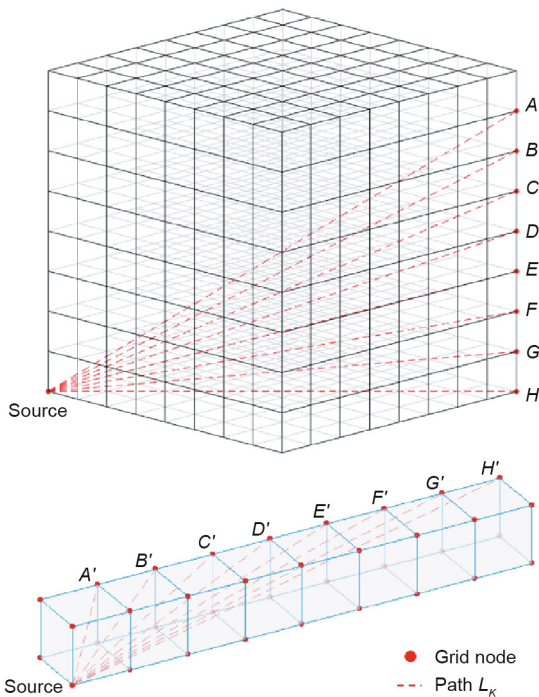 A
B
C
D
E
F
G
H
Source
A′
B′
C′
D′
E′
F′
G′
H′
Source
Grid node
Path L_K